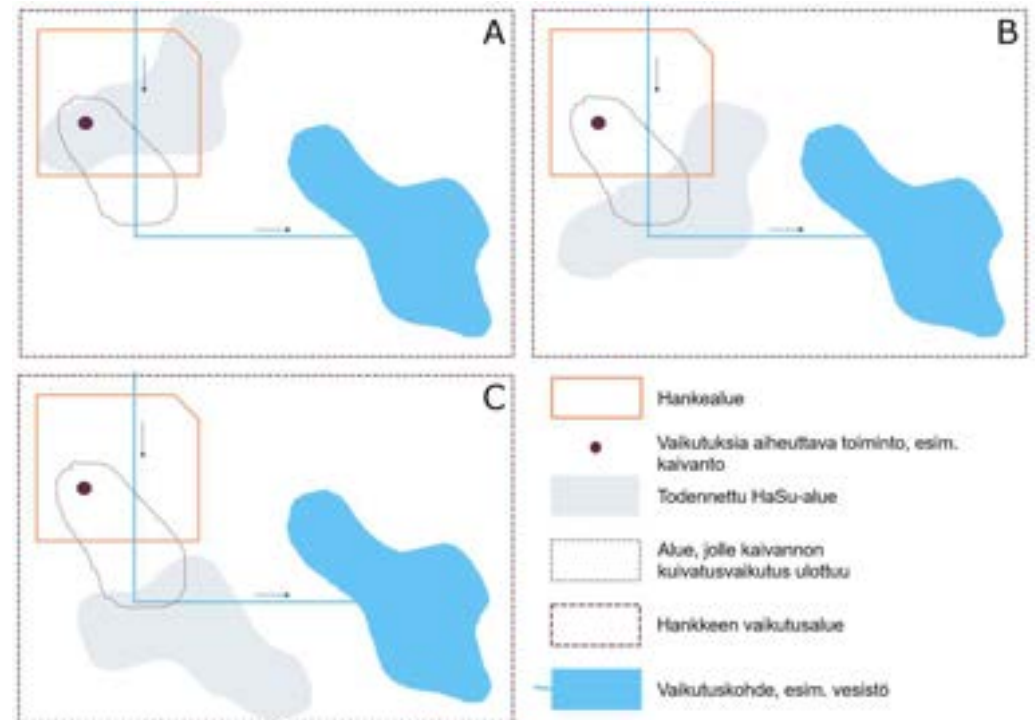 A
B
C
Hankealue
Vaikutuksia aiheuttava toiminto, esim.
kaivanto
Todennettu HaSu-alue
Alue, jolle kaivannon
kuivatusvaikutus ulottuu
Hankkeen vaikutusalue
Vaikutuskohde, esim. vesistö